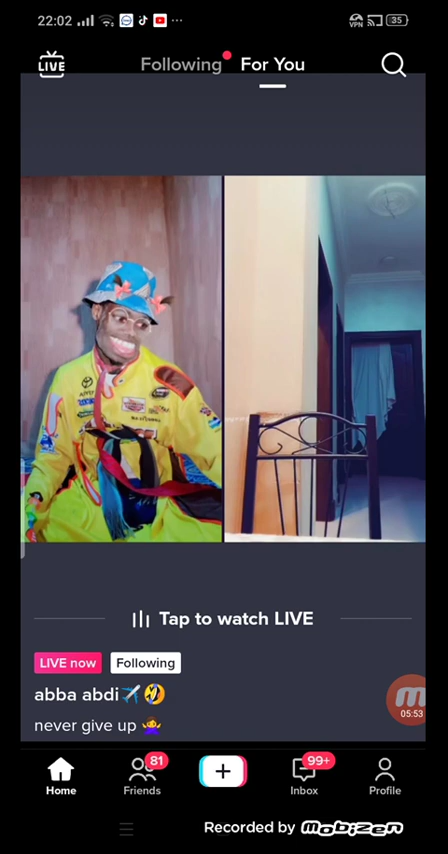 22:02
VPN 35
LIVE
Following For You
Tap to watch LIVE
LIVE now Following
abba abdi✈️🤣
never give up 🙅‍♀️
05:53
81
99+
Home Friends Inbox Profile
Recorded by mobizen